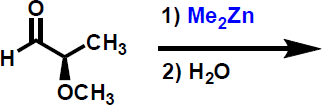 O
H
CH₃
OCH₃
1) Me₂Zn
2) H₂O